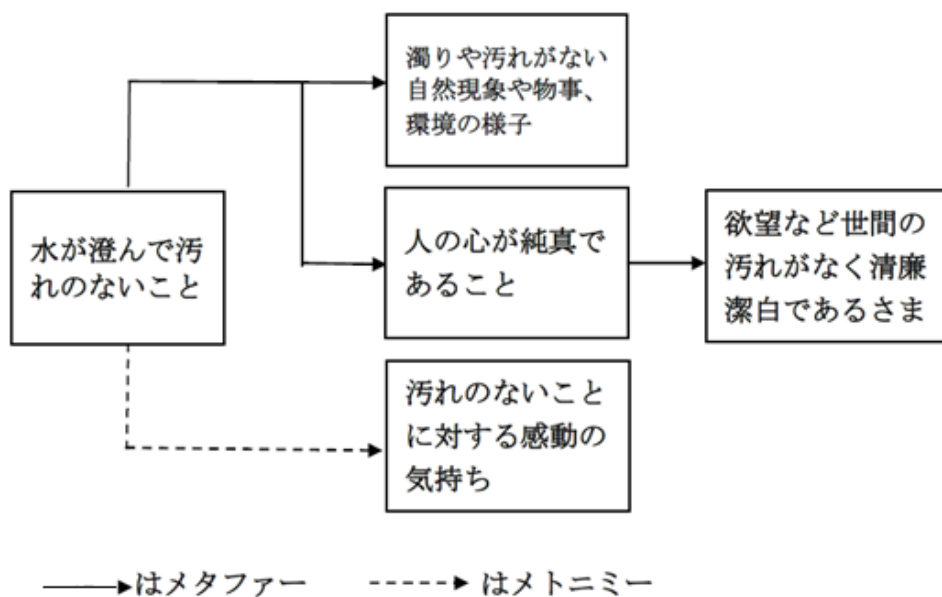 濁りや汚れがない
自然現象や物事、
環境の様子
水が澄んで汚
れのないこと
人の心が純真で
あること
欲望など世間の
汚れがなく清廉
潔白であるさま
汚れのないこと
に対する感動の
気持ち
はメタファー
はメトニミー